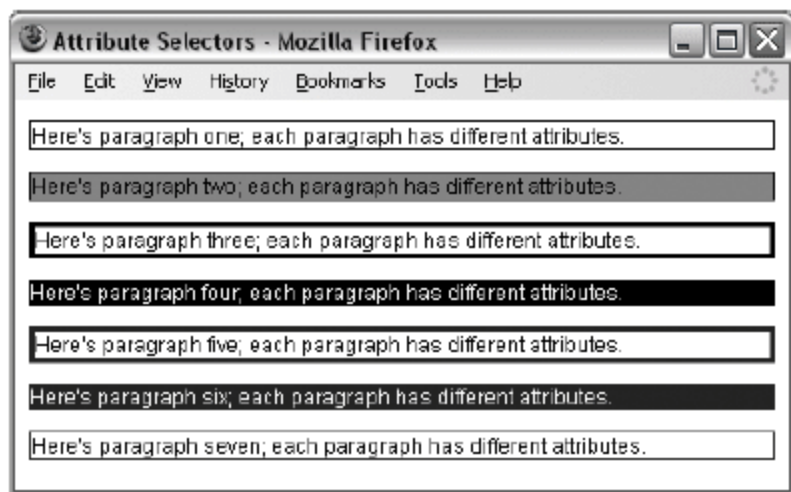 Attribute Selectors - Mozilla Firefox
File Edit View History Bookmarks Tools Help
Here's paragraph one; each paragraph has different attributes.
Here's paragraph two; each paragraph has different attributes.
Here's paragraph three; each paragraph has different attributes.
Here's paragraph four; each paragraph has different attributes.
Here's paragraph five; each paragraph has different attributes.
Here's paragraph six; each paragraph has different attributes.
Here's paragraph seven; each paragraph has different attributes.